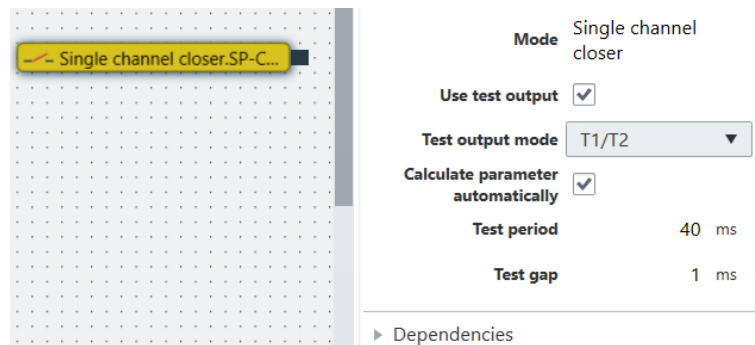 Single channel closer.SP-C...
Mode Single channel
closer
Use test output
Test output mode T1/T2
Calculate parameter
automatically
Test period 40 ms
Test gap 1 ms
Dependencies